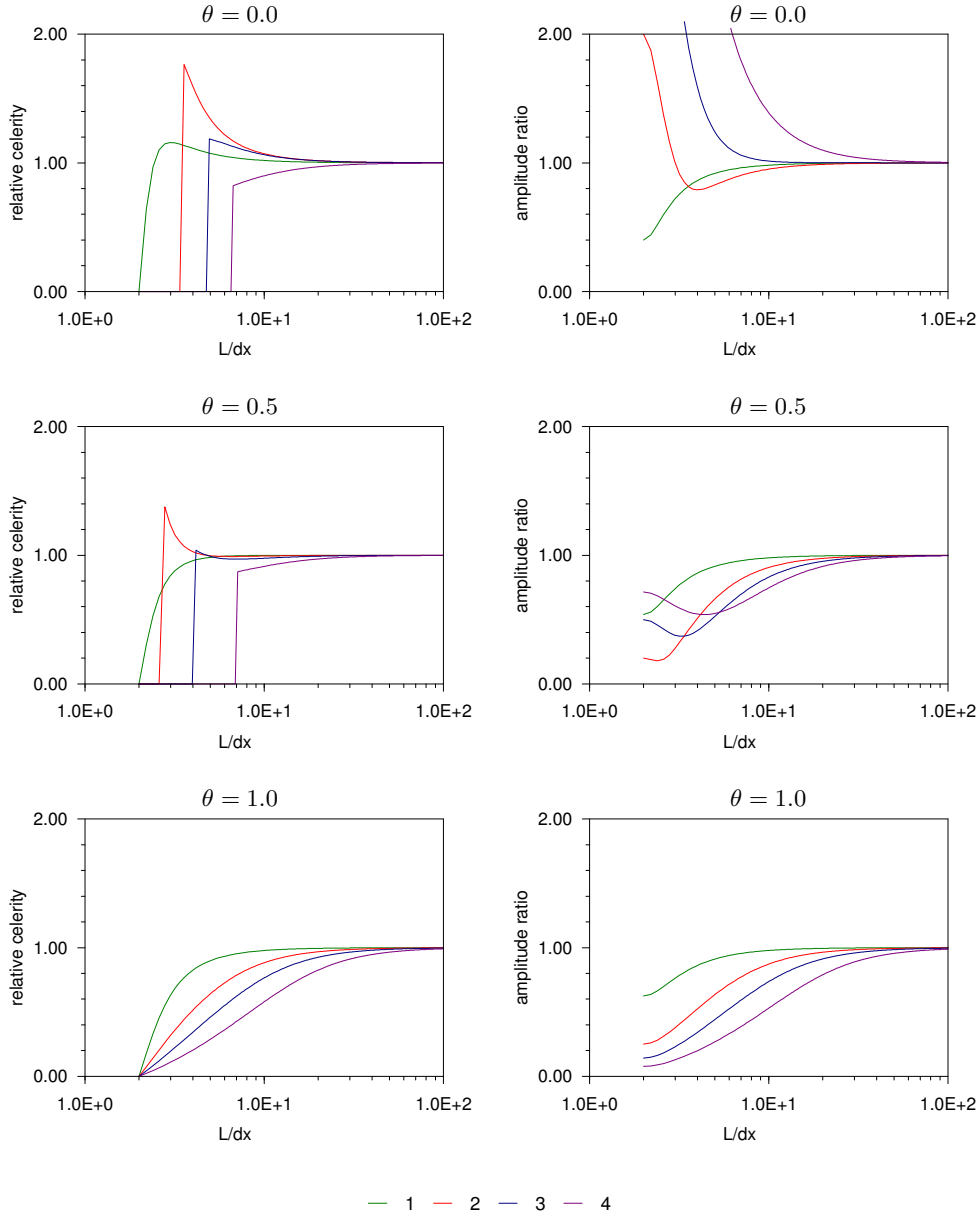 θ = 0.0
2.00
1.00
0.00
relative celerity
1.0E+0
1.0E+1
1.0E+2
L/dx
θ = 0.0
2.00
1.00
0.00
amplitude ratio
1.0E+0
1.0E+1
1.0E+2
L/dx
θ = 0.5
2.00
1.00
0.00
relative celerity
1.0E+0
1.0E+1
1.0E+2
L/dx
θ = 0.5
2.00
1.00
0.00
amplitude ratio
1.0E+0
1.0E+1
1.0E+2
L/dx
θ = 1.0
2.00
1.00
0.00
relative celerity
1.0E+0
1.0E+1
1.0E+2
L/dx
θ = 1.0
2.00
1.00
0.00
amplitude ratio
1.0E+0
1.0E+1
1.0E+2
L/dx
1 2 3 4